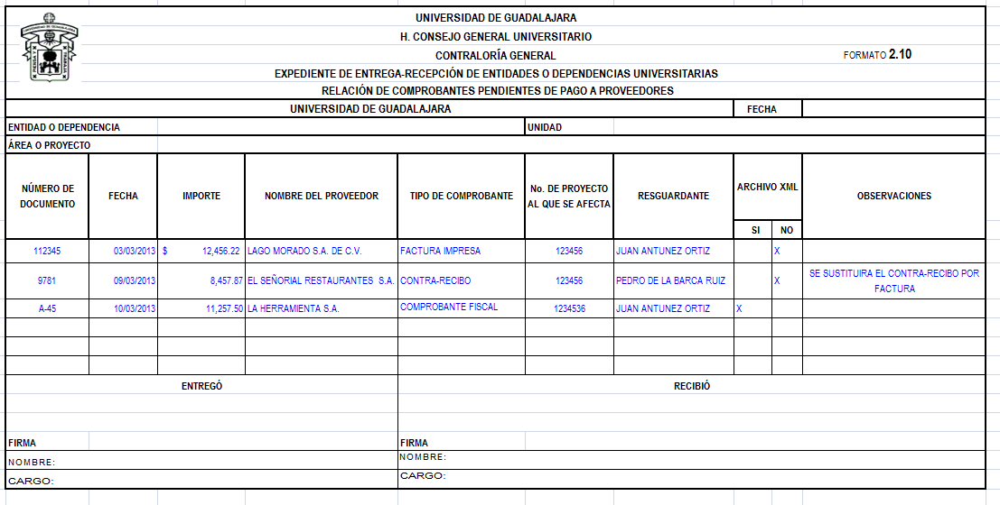 UNIVERSIDAD DE GUADALAJARA
H. CONSEJO GENERAL UNIVERSITARIO
CONTRALORÍA GENERAL
FORMATO 2.10
EXPEDIENTE DE ENTREGA-RECEPCIÓN DE ENTIDADES O DEPENDENCIAS UNIVERSITARIAS
RELACIÓN DE COMPROBANTES PENDIENTES DE PAGO A PROVEEDORES
UNIVERSIDAD DE GUADALAJARA FECHA
ENTIDAD O DEPENDENCIA UNIDAD
ÁREA O PROYECTO
NÚMERO DE DOCUMENTO FECHA IMPORTE NOMBRE DEL PROVEEDOR TIPO DE COMPROBANTE No. DE PROYECTO AL QUE SE AFECTA RESGUARDANTE ARCHIVO XML OBSERVACIONES
SI NO
112345 03/03/2013 $ 12,456.22 LAGO MORADO S.A. DE C.V. FACTURA IMPRESA 123456 JUAN ANTUNEZ ORTIZ X
9781 09/03/2013 8,457.87 EL SEÑORIAL RESTAURANTES S.A. CONTRA-RECIBO 123456 PEDRO DE LA BARCA RUIZ X SE SUSTITUIRA EL CONTRA-RECIBO POR FACTURA
A-45 10/03/2013 11,257.50 LA HERRAMIENTA S.A. COMPROBANTE FISCAL 1234536 JUAN ANTUNEZ ORTIZ X
ENTREGÓ RECIBIÓ
FIRMA FIRMA
NOMBRE: NOMBRE:
CARGO: CARGO: